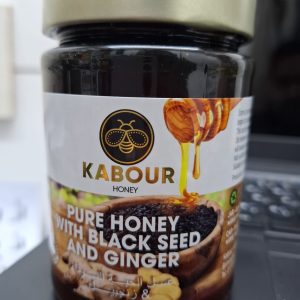 KABOUR
HONEY
PURE HONEY
WITH BLACK SEED
AND GINGER
&